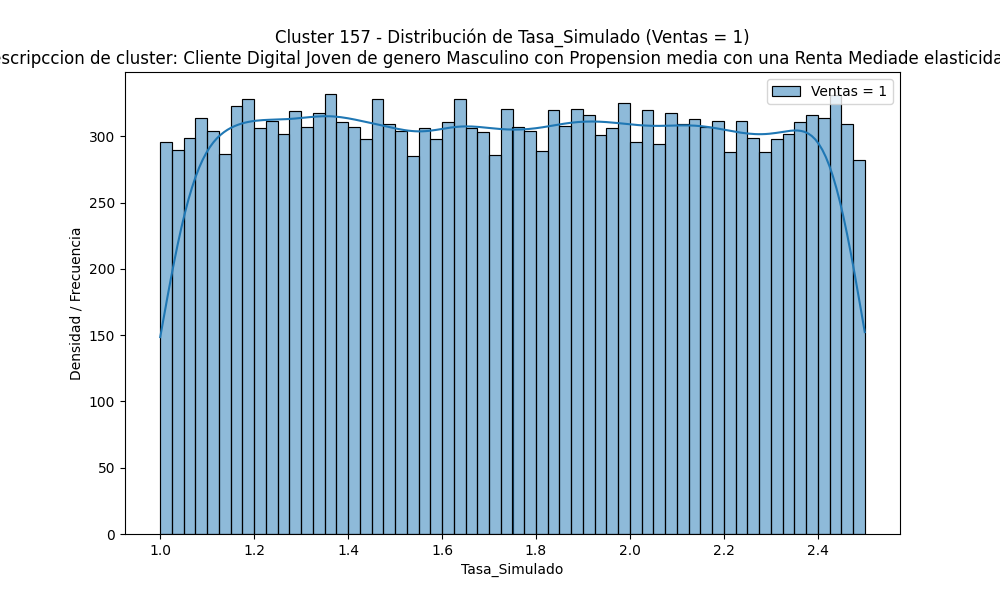 Cluster 157 - Distribución de Tasa_Simulado (Ventas = 1)
scripccion de cluster: Cliente Digital Joven de genero Masculino con Propension media con una Renta Mediade elasticida
Ventas = 1
Densidad / Frecuencia
300
250
200
150
100
50
0
1.0 1.2 1.4 1.6 1.8 2.0 2.2 2.4
Tasa_Simulado